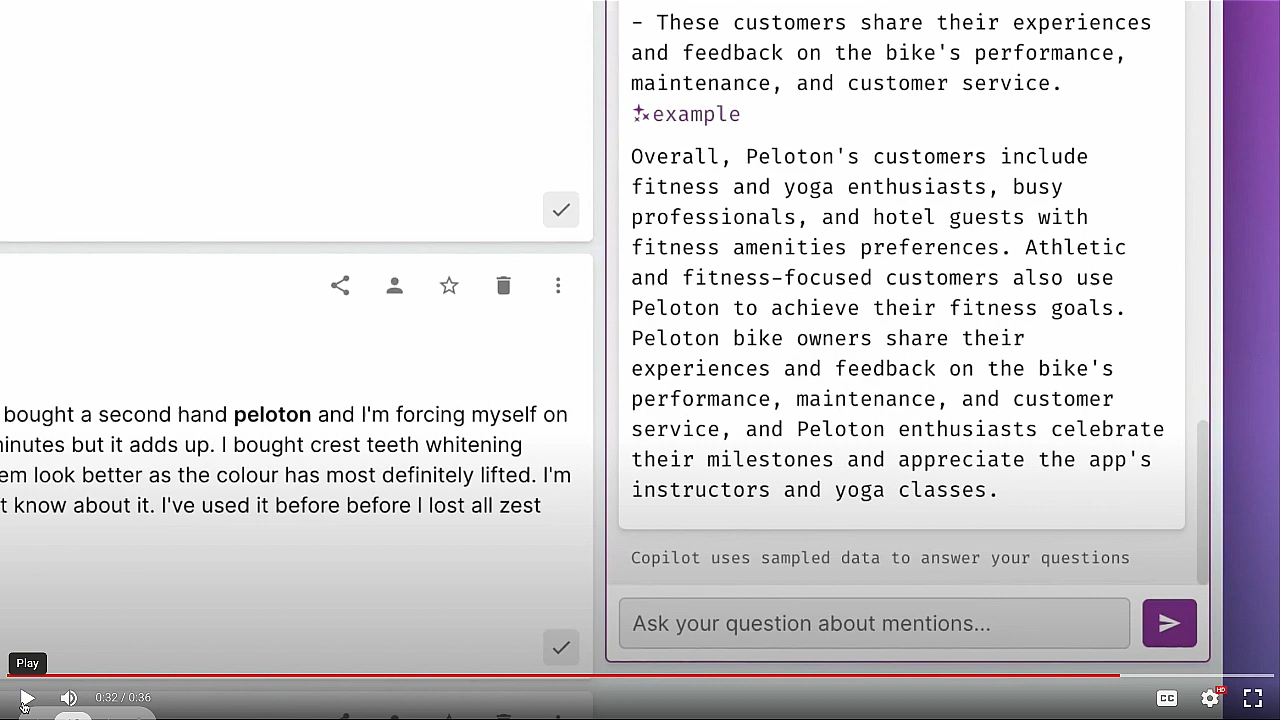 - These customers share their experiences
and feedback on the bike's performance,
maintenance, and customer service.
example
Overall, Peloton's customers include
fitness and yoga enthusiasts, busy
professionals, and hotel guests with
fitness amenities preferences. Athletic
and fitness-focused customers also use
Peloton to achieve their fitness goals.
Peloton bike owners share their
experiences and feedback on the bike's
performance, maintenance, and customer
service, and Peloton enthusiasts celebrate
their milestones and appreciate the app's
instructors and yoga classes.
Copilot uses sampled data to answer your questions
Ask your question about mentions...
bought a second hand peloton and I'm forcing myself on
minutes but it adds up. I bought crest teeth whitening
em look better as the colour has most definitely lifted. I'm
t know about it. I've used it before before I lost all zest
Play
0:32 / 0:36
CC
HD